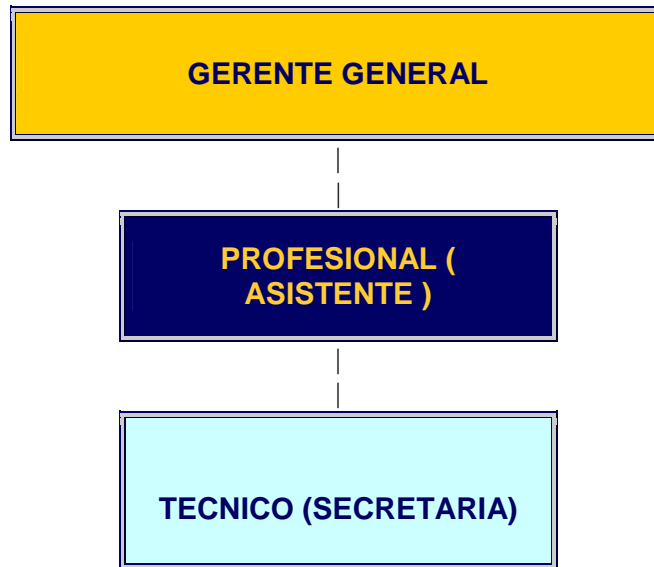 GERENTE GENERAL
PROFESIONAL (
ASISTENTE )
TECNICO (SECRETARIA)